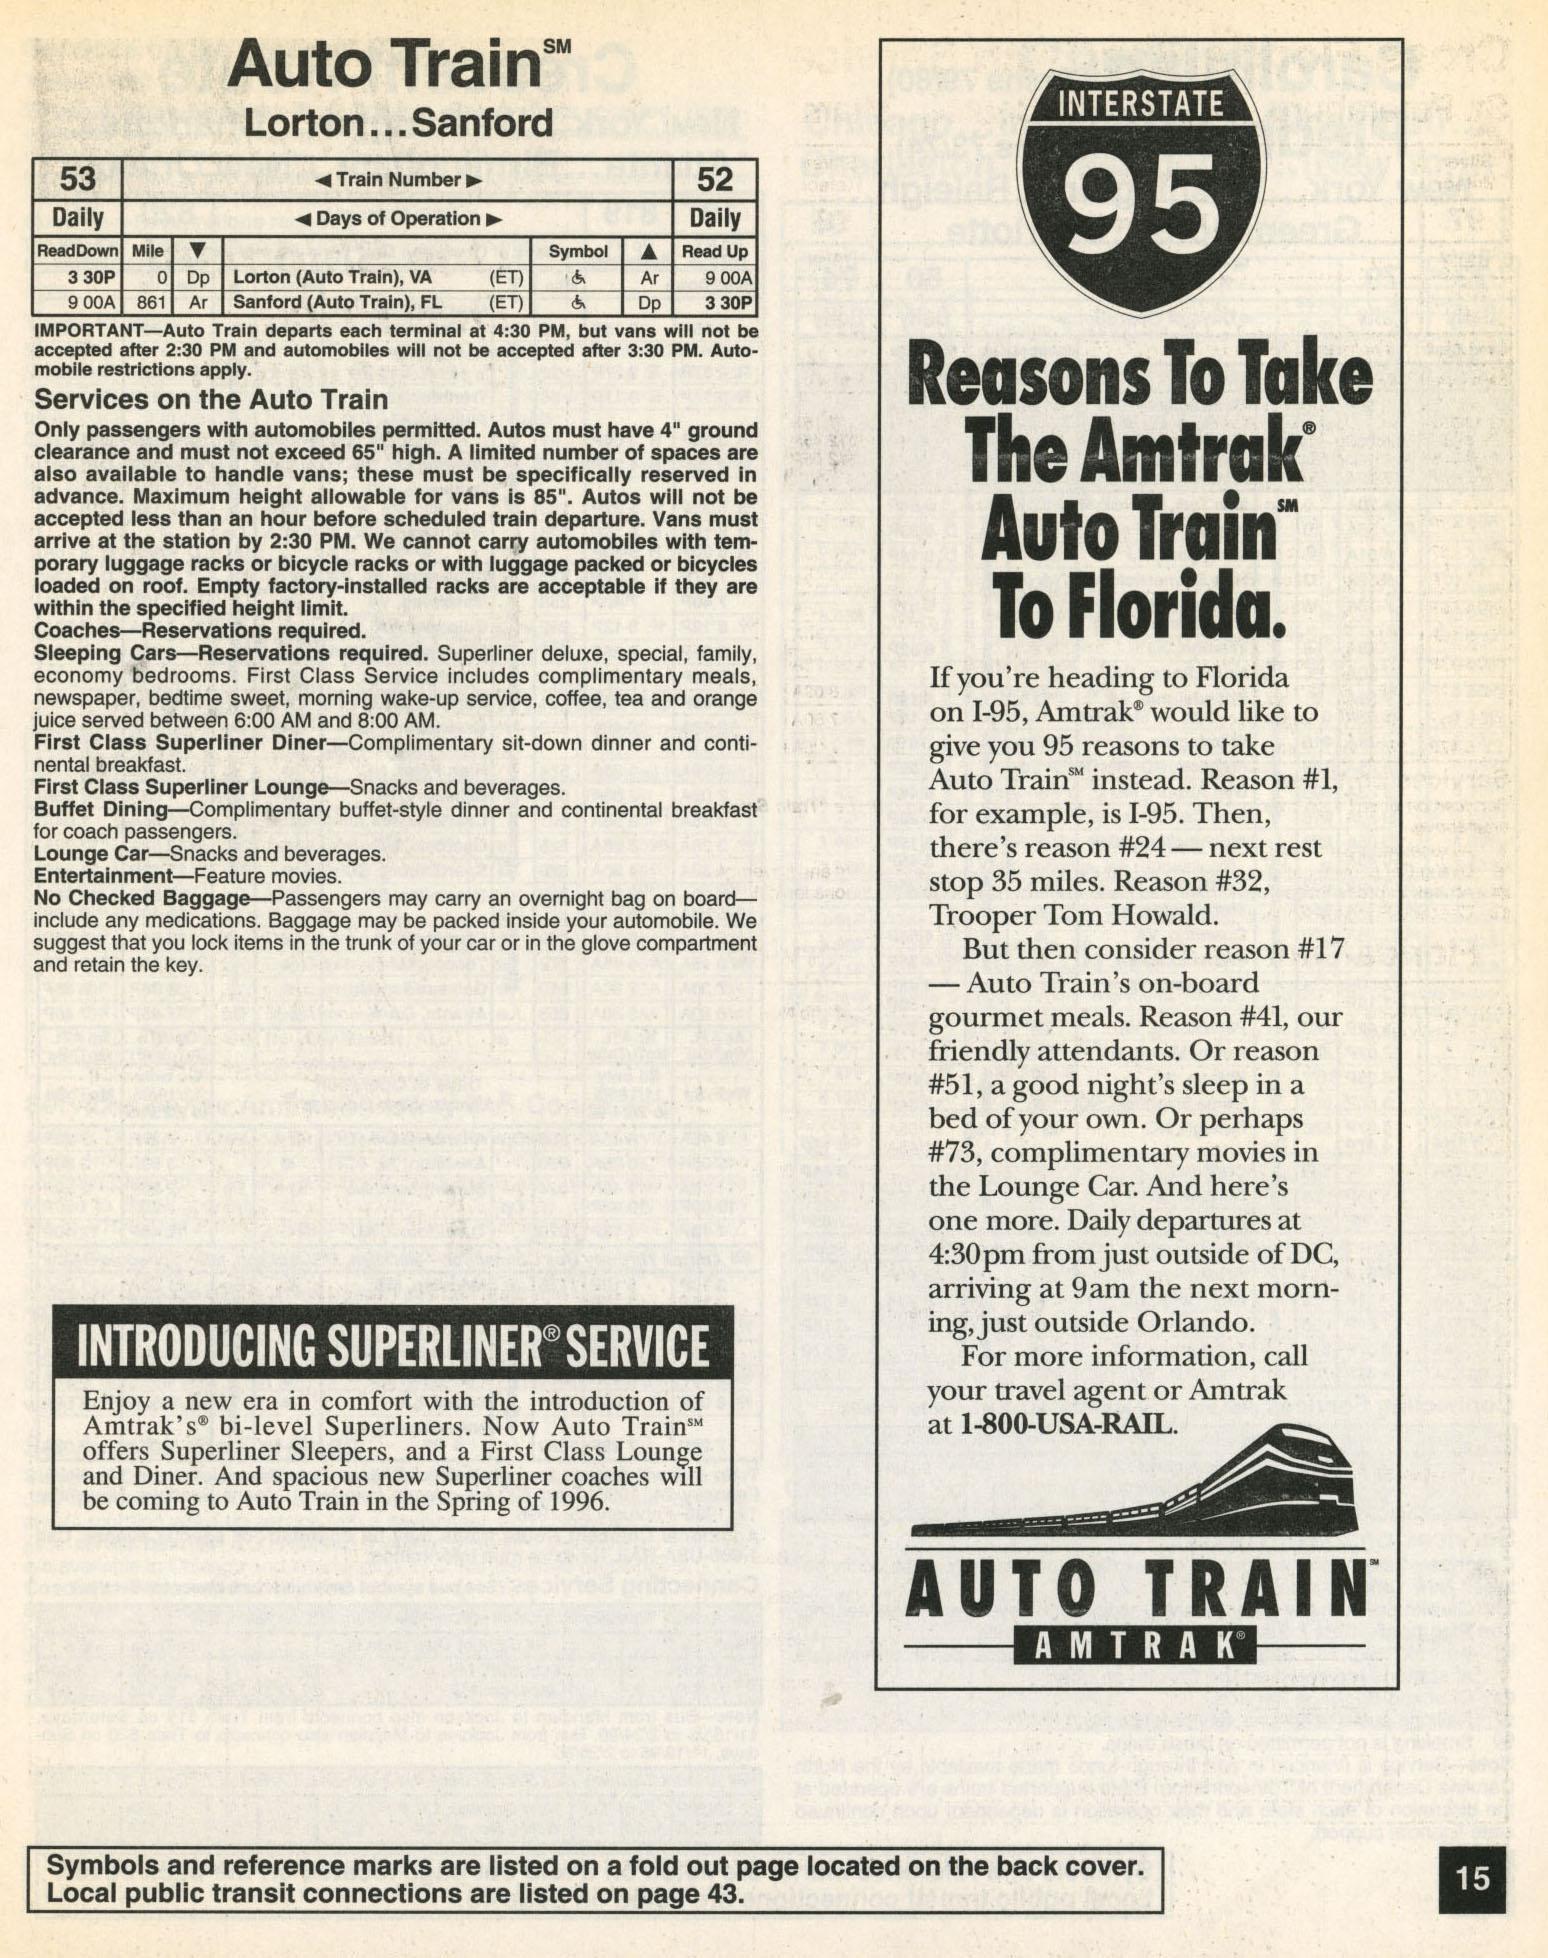 Auto Train℠
Lorton...Sanford
53 ◄ Train Number ► 52
Daily ◄ Days of Operation ► Daily
Read Down Mile ▼ Symbol ▲ Read Up
3 30P 0 Dp Lorton (Auto Train), VA (ET) ♿ Ar 9 00A
9 00A 861 Ar Sanford (Auto Train), FL (ET) ♿ Dp 3 30P
IMPORTANT—Auto Train departs each terminal at 4:30 PM, but vans will not be
accepted after 2:30 PM and automobiles will not be accepted after 3:30 PM. Auto-
mobile restrictions apply.
Services on the Auto Train
Only passengers with automobiles permitted. Autos must have 4" ground
clearance and must not exceed 65" high. A limited number of spaces are
also available to handle vans; these must be specifically reserved in
advance. Maximum height allowable for vans is 85". Autos will not be
accepted less than an hour before scheduled train departure. Vans must
arrive at the station by 2:30 PM. We cannot carry automobiles with tem-
porary luggage racks or bicycle racks or with luggage packed or bicycles
loaded on roof. Empty factory-installed racks are acceptable if they are
within the specified height limit.
Coaches—Reservations required.
Sleeping Cars—Reservations required. Superliner deluxe, special, family,
economy bedrooms. First Class Service includes complimentary meals,
newspaper, bedtime sweet, morning wake-up service, coffee, tea and orange
juice served between 6:00 AM and 8:00 AM.
First Class Superliner Diner—Complimentary sit-down dinner and conti-
nental breakfast.
First Class Superliner Lounge—Snacks and beverages.
Buffet Dining—Complimentary buffet-style dinner and continental breakfast
for coach passengers.
Lounge Car—Snacks and beverages.
Entertainment—Feature movies.
No Checked Baggage—Passengers may carry an overnight bag on board—
include any medications. Baggage may be packed inside your automobile. We
suggest that you lock items in the trunk of your car or in the glove compartment
and retain the key.
INTRODUCING SUPERLINER® SERVICE
Enjoy a new era in comfort with the introduction of
Amtrak's® bi-level Superliners. Now Auto Train℠
offers Superliner Sleepers, and a First Class Lounge
and Diner. And spacious new Superliner coaches will
be coming to Auto Train in the Spring of 1996.
INTERSTATE
95
Reasons To Take
The Amtrak®
Auto Train℠
To Florida.
If you're heading to Florida
on I-95, Amtrak® would like to
give you 95 reasons to take
Auto Train℠ instead. Reason #1,
for example, is I-95. Then,
there's reason #24 — next rest
stop 35 miles. Reason #32,
Trooper Tom Howald.
But then consider reason #17
— Auto Train's on-board
gourmet meals. Reason #41, our
friendly attendants. Or reason
#51, a good night's sleep in a
bed of your own. Or perhaps
#73, complimentary movies in
the Lounge Car. And here's
one more. Daily departures at
4:30pm from just outside of DC,
arriving at 9am the next morn-
ing, just outside Orlando.
For more information, call
your travel agent or Amtrak
at 1-800-USA-RAIL.
AUTO TRAIN℠
AMTRAK®
Symbols and reference marks are listed on a fold out page located on the back cover.
Local public transit connections are listed on page 43.
15